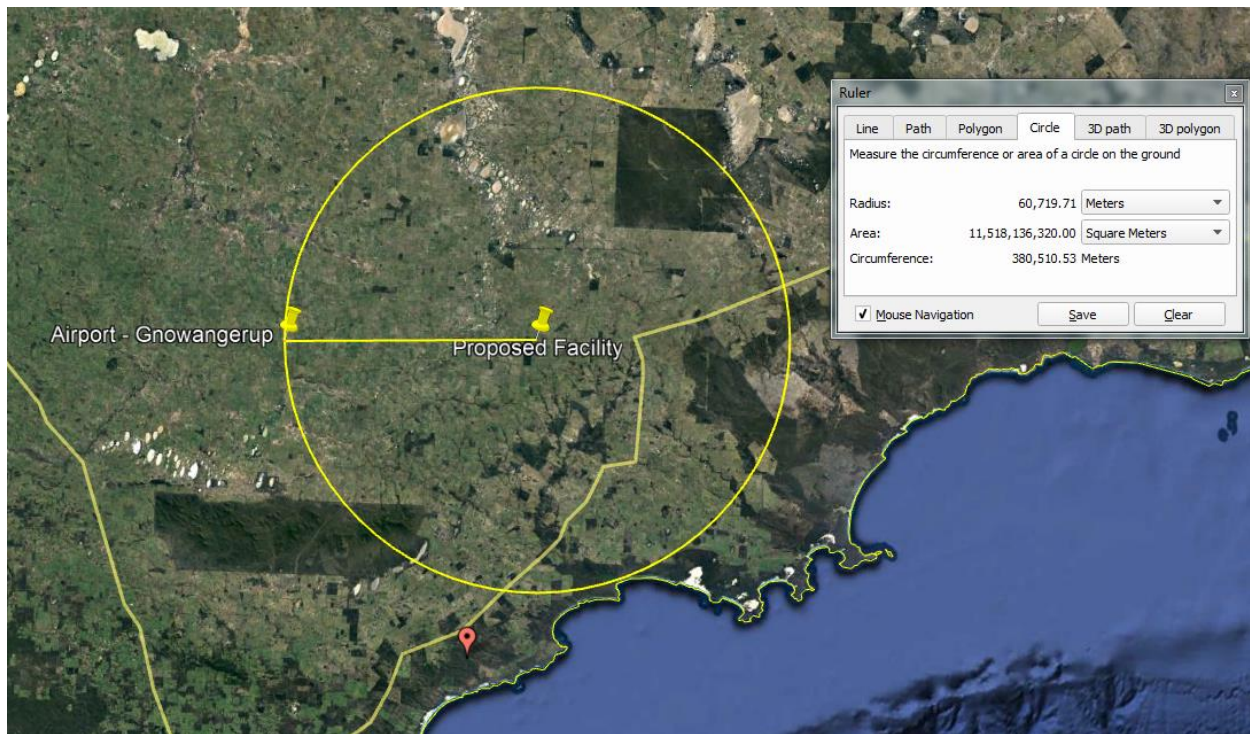 Ruler
Line Path Polygon Circle 3D path 3D polygon
Measure the circumference or area of a circle on the ground
Radius: 60,719.71 Meters
Area: 11,518,136,320.00 Square Meters
Circumference: 380,510.53 Meters
Mouse Navigation Save Clear
Airport - Gnowangerup
Proposed Facility